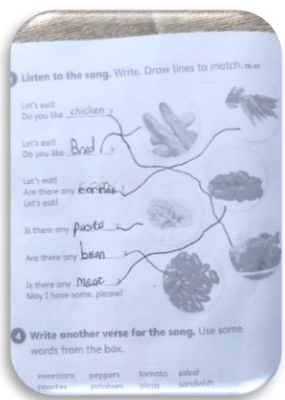 Listen to the song. Write. Draw lines to match.
Let's eat!
Do you like chicken ?
Let's eat!
Do you like Brad ?
Let's eat!
Are there any ?
Let's eat!
Is there any pasta ?
Are there any bean ?
Is there any Meat ?
May I have some, please?
4 Write another verse for the song. Use some
words from the box.
sweetcorn peppers tomato salad
noodles potatoes pizza sandwich